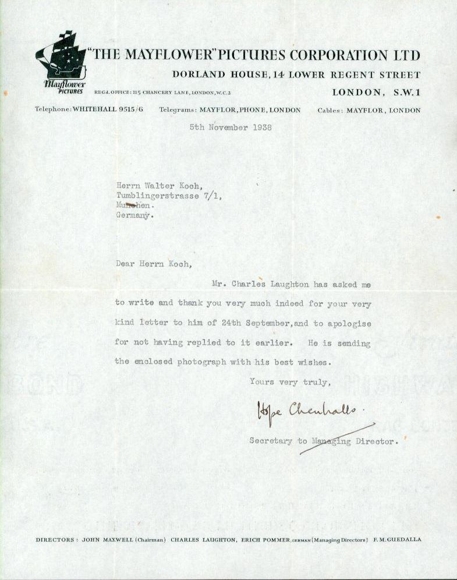 "THE MAYFLOWER" PICTURES CORPORATION LTD
Mayflower
PICTURES
DORLAND HOUSE, 14 LOWER REGENT STREET
REGD. OFFICE: 115 CHANCERY LANE, LONDON, W.C.2
LONDON, S.W.1
Telephone: WHITEHALL 9515/6 Telegrams: MAYFLOR, PHONE, LONDON Cables: MAYFLOR, LONDON
5th November 1938
Herrn Walter Koch,
Tumblingerstrasse 7/1,
Munchen.
Germany.
Dear Herrn Koch,
Mr. Charles Laughton has asked me
to write and thank you very much indeed for your very
kind letter to him of 24th September, and to apologise
for not having replied to it earlier. He is sending
the enclosed photograph with his best wishes.
Yours very truly,
Hope Chenhalls.
Secretary to Managing Director.
DIRECTORS: JOHN MAXWELL (Chairman) CHARLES LAUGHTON, ERICH POMMER, GERMAN (Managing Directors) F. M. GUEDALLA